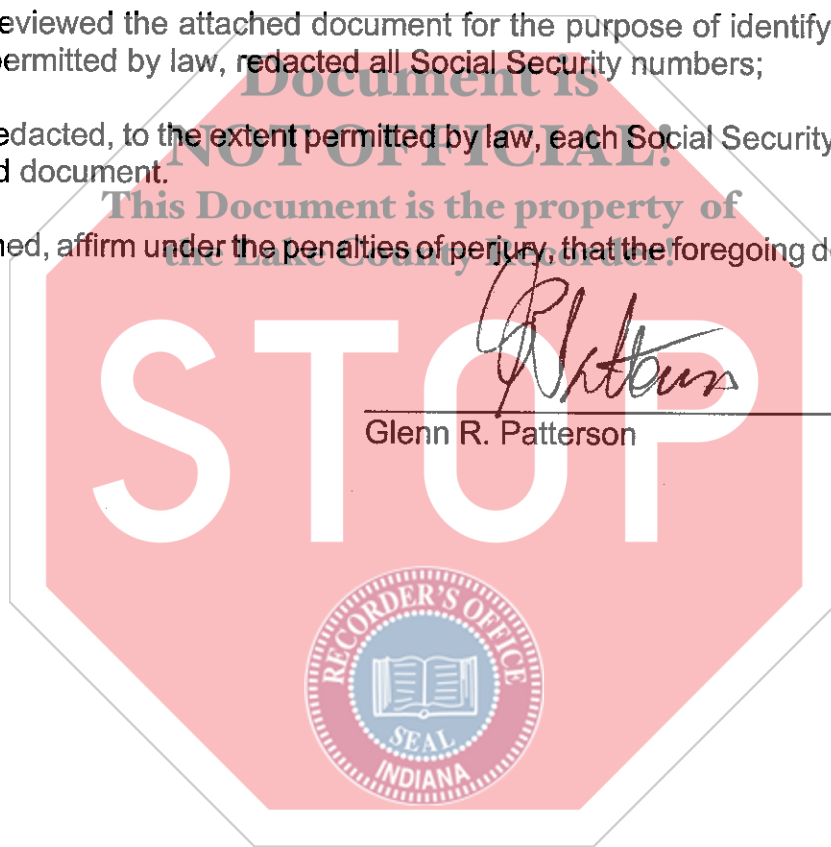 eviewed the attached document for the purpose of identify
ermitted by law, redacted all Social Security numbers;
Document is
edacted, to the extent permitted by law, each Social Security
NOT OFFICIAL!
d document.
This Document is the property of
ned, affirm under the penalties of perjury, that the foregoing d
the Lake County Recorder!
Glenn R. Patterson
STOP
RECORDER'S OFFICE
SEAL
INDIANA